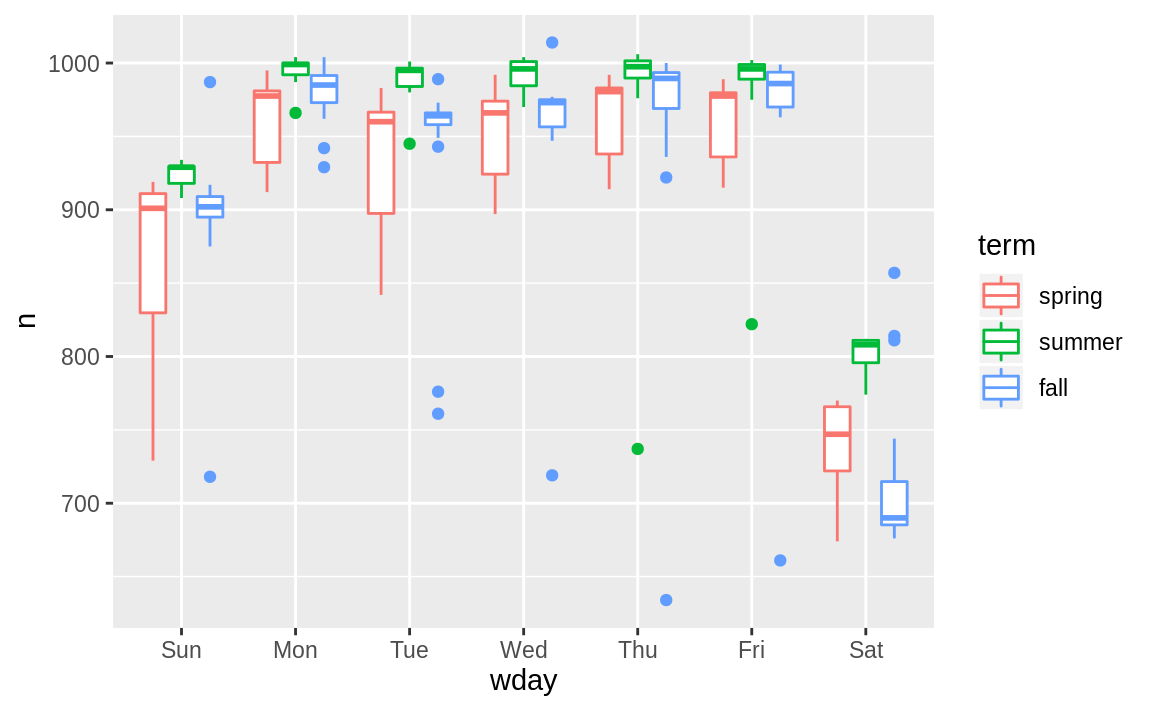 1000
900
800
700
n
Sun Mon Tue Wed Thu Fri Sat
wday
term
spring
summer
fall